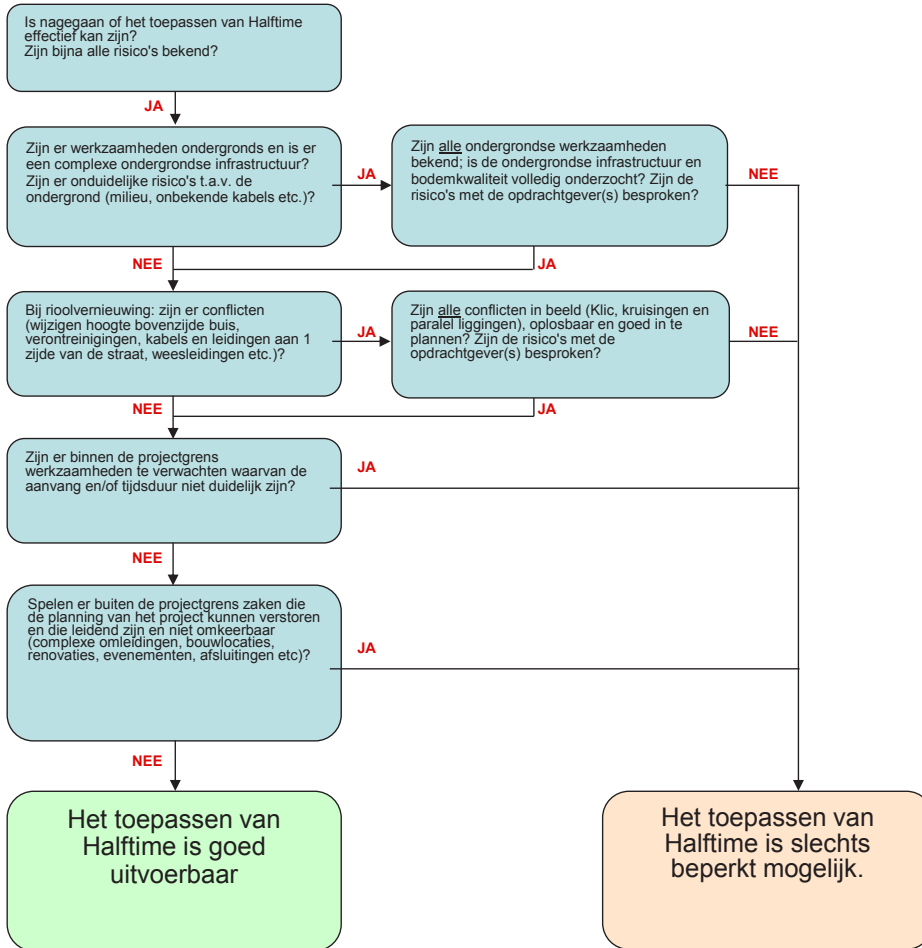 Is nagegaan of het toepassen van Halftime
effectief kan zijn?
Zijn bijna alle risico's bekend?
JA
Zijn er werkzaamheden ondergronds en is er
een complexe ondergrondse infrastructuur?
Zijn er onduidelijke risico's t.a.v. de
ondergrond (milieu, onbekende kabels etc.)?
JA
Zijn alle ondergrondse werkzaamheden
bekend; is de ondergrondse infrastructuur en
bodemkwaliteit volledig onderzocht? Zijn de
risico's met de opdrachtgever(s) besproken?
NEE
NEE
JA
Bij rioolvernieuwing: zijn er conflicten
(wijzigen hoogte bovenzijde buis,
verontreinigingen, kabels en leidingen aan 1
zijde van de straat, weesleidingen etc.)?
JA
Zijn alle conflicten in beeld (Klic, kruisingen en
paralel liggingen), oplosbaar en goed in te
plannen? Zijn de risico's met de
opdrachtgever(s) besproken?
NEE
NEE
JA
Zijn er binnen de projectgrens
werkzaamheden te verwachten waarvan de
aanvang en/of tijdsduur niet duidelijk zijn?
JA
NEE
Spelen er buiten de projectgrens zaken die
de planning van het project kunnen verstoren
en die leidend zijn en niet omkeerbaar
(complexe omleidingen, bouwlocaties,
renovaties, evenementen, afsluitingen etc)?
JA
NEE
Het toepassen van
Halftime is goed
uitvoerbaar
Het toepassen van
Halftime is slechts
beperkt mogelijk.